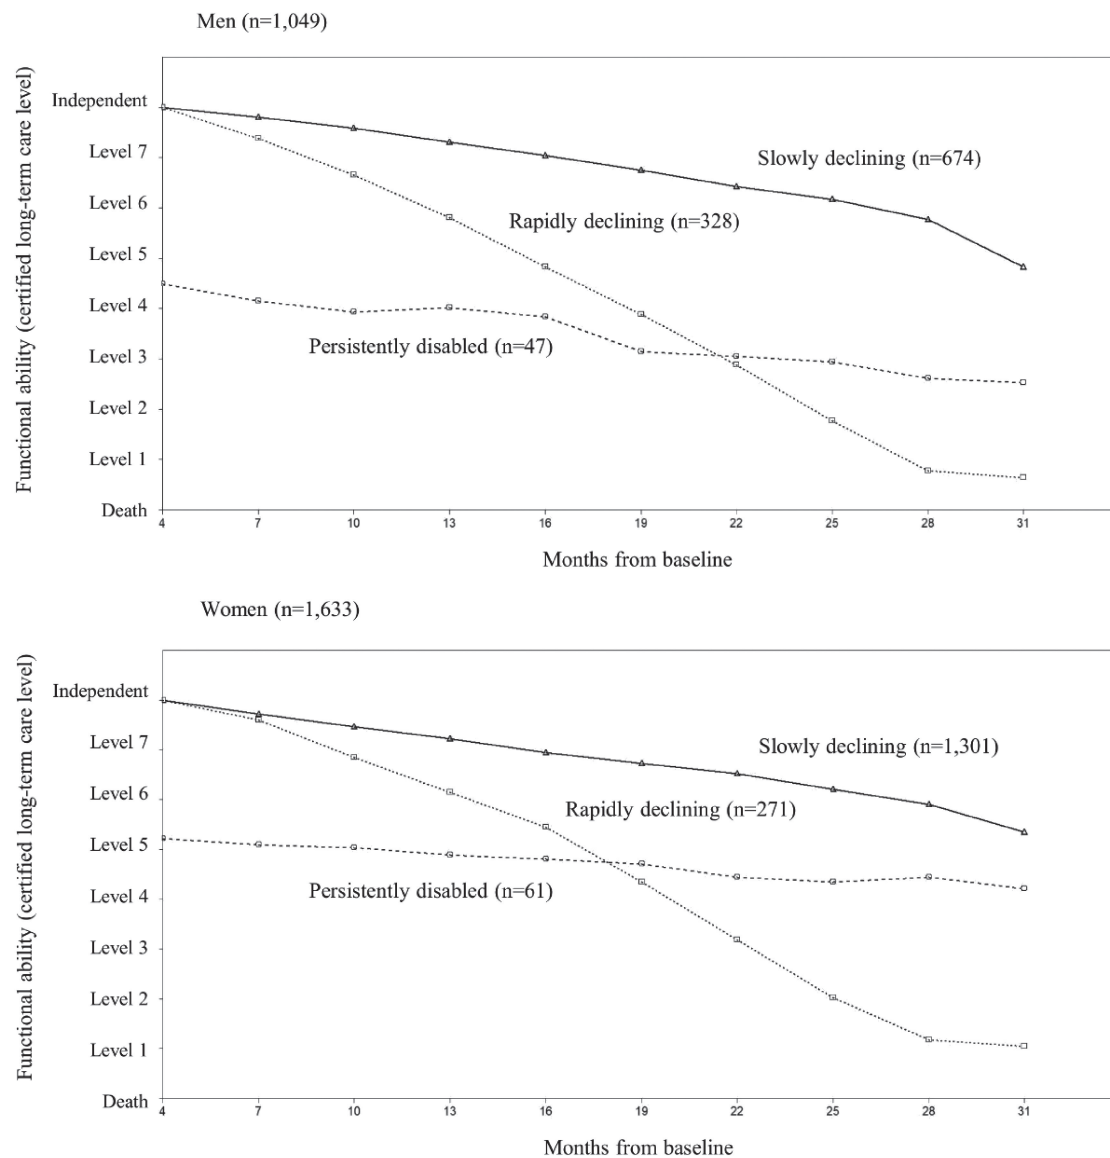 Men (n=1,049)
Functional ability (certified long-term care level)
Independent
Level 7
Level 6
Level 5
Level 4
Level 3
Level 2
Level 1
Death
Slowly declining (n=674)
Rapidly declining (n=328)
Persistently disabled (n=47)
4 7 10 13 16 19 22 25 28 31
Months from baseline
Women (n=1,633)
Functional ability (certified long-term care level)
Independent
Level 7
Level 6
Level 5
Level 4
Level 3
Level 2
Level 1
Death
Slowly declining (n=1,301)
Rapidly declining (n=271)
Persistently disabled (n=61)
4 7 10 13 16 19 22 25 28 31
Months from baseline